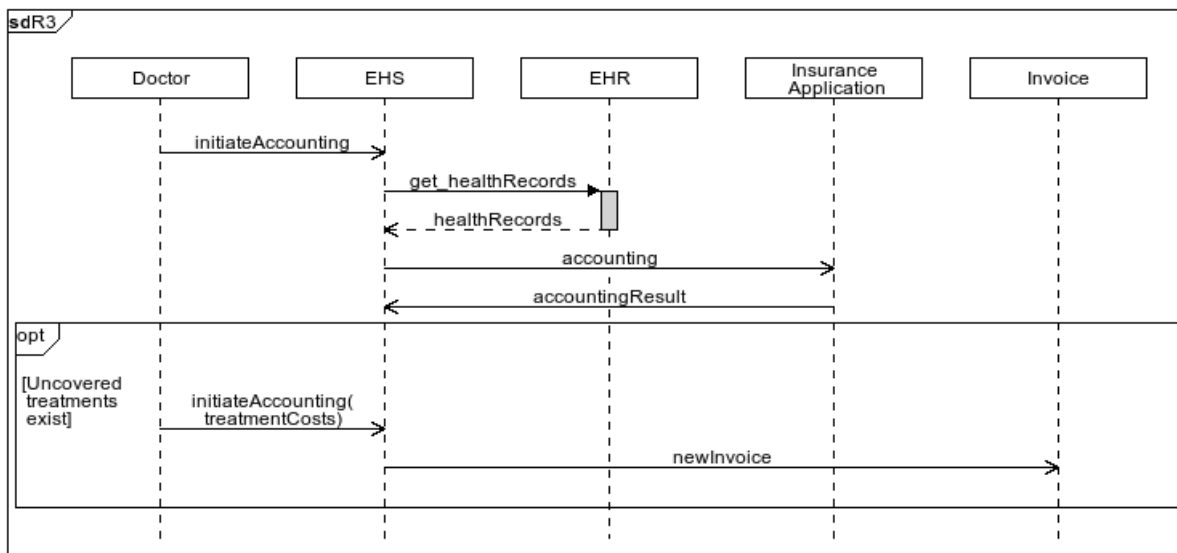 sdR3
Doctor
EHS
EHR
Insurance
Application
Invoice
initiateAccounting
get_healthRecords
healthRecords
accounting
accountingResult
opt
[Uncovered
treatments
exist]
initiateAccounting(
treatmentCosts)
newInvoice